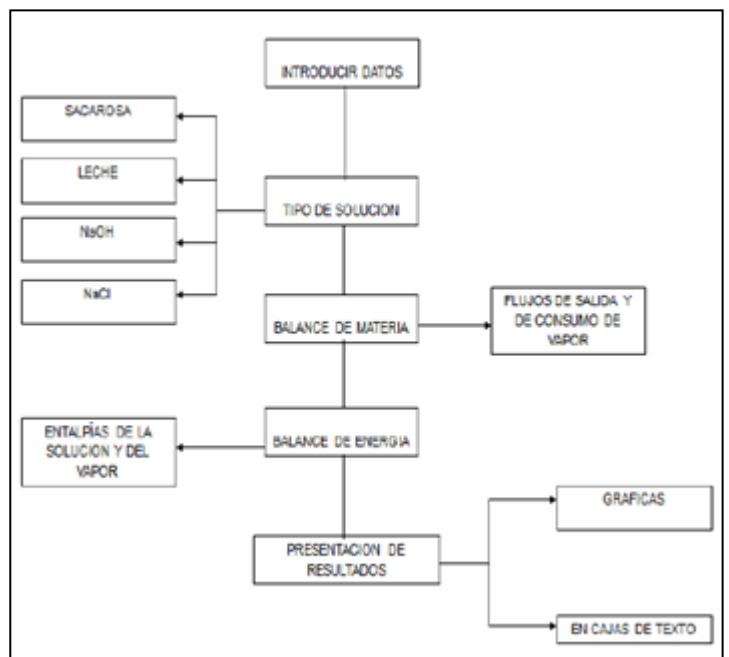 INTRODUCIR DATOS
SACAROSA
LECHE
NaOH
NaCl
TIPO DE SOLUCION
BALANCE DE MATERIA
FLUJOS DE SALIDA Y
DE CONSUMO DE
VAPOR
ENTALPÍAS DE LA
SOLUCION Y DEL
VAPOR
BALANCE DE ENERGIA
PRESENTACION DE
RESULTADOS
GRAFICAS
EN CAJAS DE TEXTO